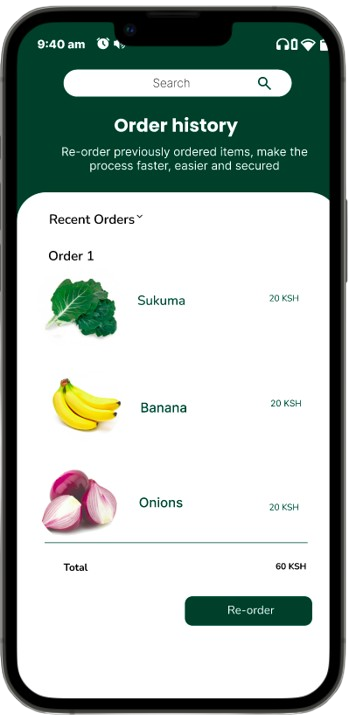 9:40 am
Search
Order history
Re-order previously ordered items, make the
process faster, easier and secured
Recent Orders
Order 1
Sukuma 20 KSH
Banana 20 KSH
Onions 20 KSH
Total 60 KSH
Re-order